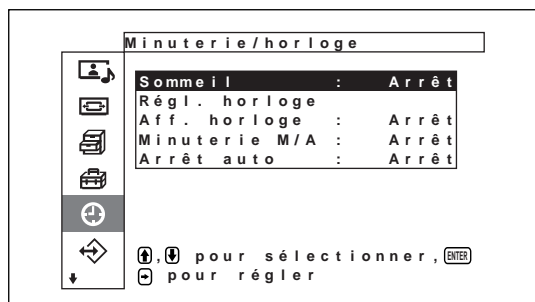 Minuterie/horloge
Sommeil : Arrêt
Régl. horloge
Aff. horloge : Arrêt
Minuterie M/A : Arrêt
Arrêt auto : Arrêt
, pour sélectionner, ENTER
pour régler